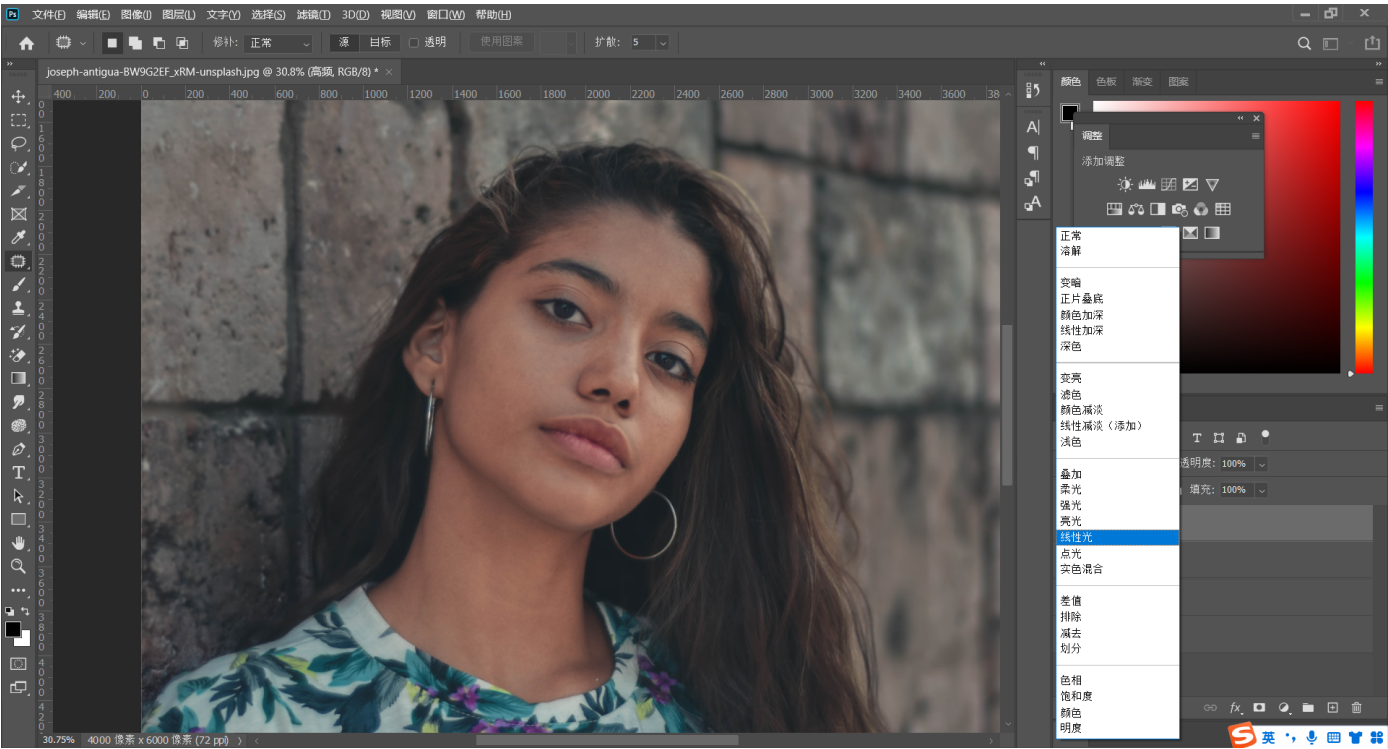 Ps 文件(F) 编辑(E) 图像(I) 图层(L) 文字(Y) 选择(S) 滤镜(T) 3D(D) 视图(V) 窗口(W) 帮助(H)
修补: 正常 源 目标 透明 使用图案 扩散: 5
joseph-antigua-BW9G2EF_xRM-unsplash.jpg @ 30.8% (高频, RGB/8) *
400 200 0 200 400 600 800 1000 1200 1400 1600 1800 2000 2200 2400 2600 2800 3000 3200 3400 3600 38
颜色 色板 渐变 图案
调整
添加调整
正常
溶解
变暗
正片叠底
颜色加深
线性加深
深色
变亮
滤色
颜色减淡
线性减淡（添加）
浅色
叠加
柔光
强光
亮光
线性光
点光
实色混合
差值
排除
减去
划分
色相
饱和度
颜色
明度
透明度: 100%
填充: 100%
fx
30.75% 4000 像素 x 6000 像素 (72 ppi)
S 英